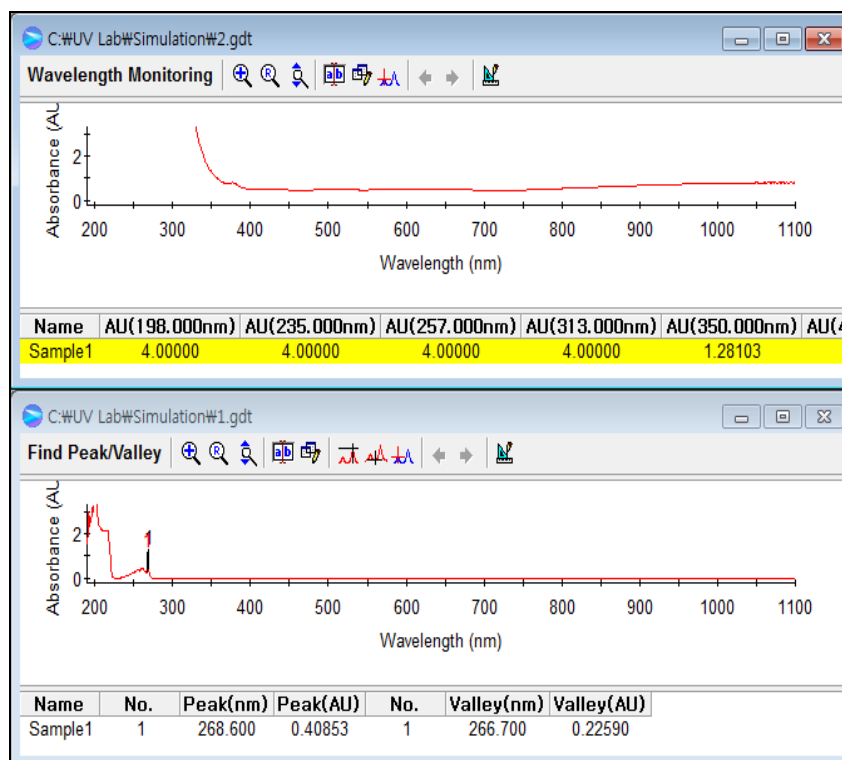 C:₩UV Lab₩Simulation₩2.gdt
Wavelength Monitoring
Absorbance (AU
2
0
200 300 400 500 600 700 800 900 1000 1100
Wavelength (nm)
Name AU(198.000nm) AU(235.000nm) AU(257.000nm) AU(313.000nm) AU(350.000nm) AU(4
Sample1 4.00000 4.00000 4.00000 4.00000 1.28103
C:₩UV Lab₩Simulation₩1.gdt
Find Peak/Valley
Absorbance (AU
2
0
1
200 300 400 500 600 700 800 900 1000 1100
Wavelength (nm)
Name No. Peak(nm) Peak(AU) No. Valley(nm) Valley(AU)
Sample1 1 268.600 0.40853 1 266.700 0.22590